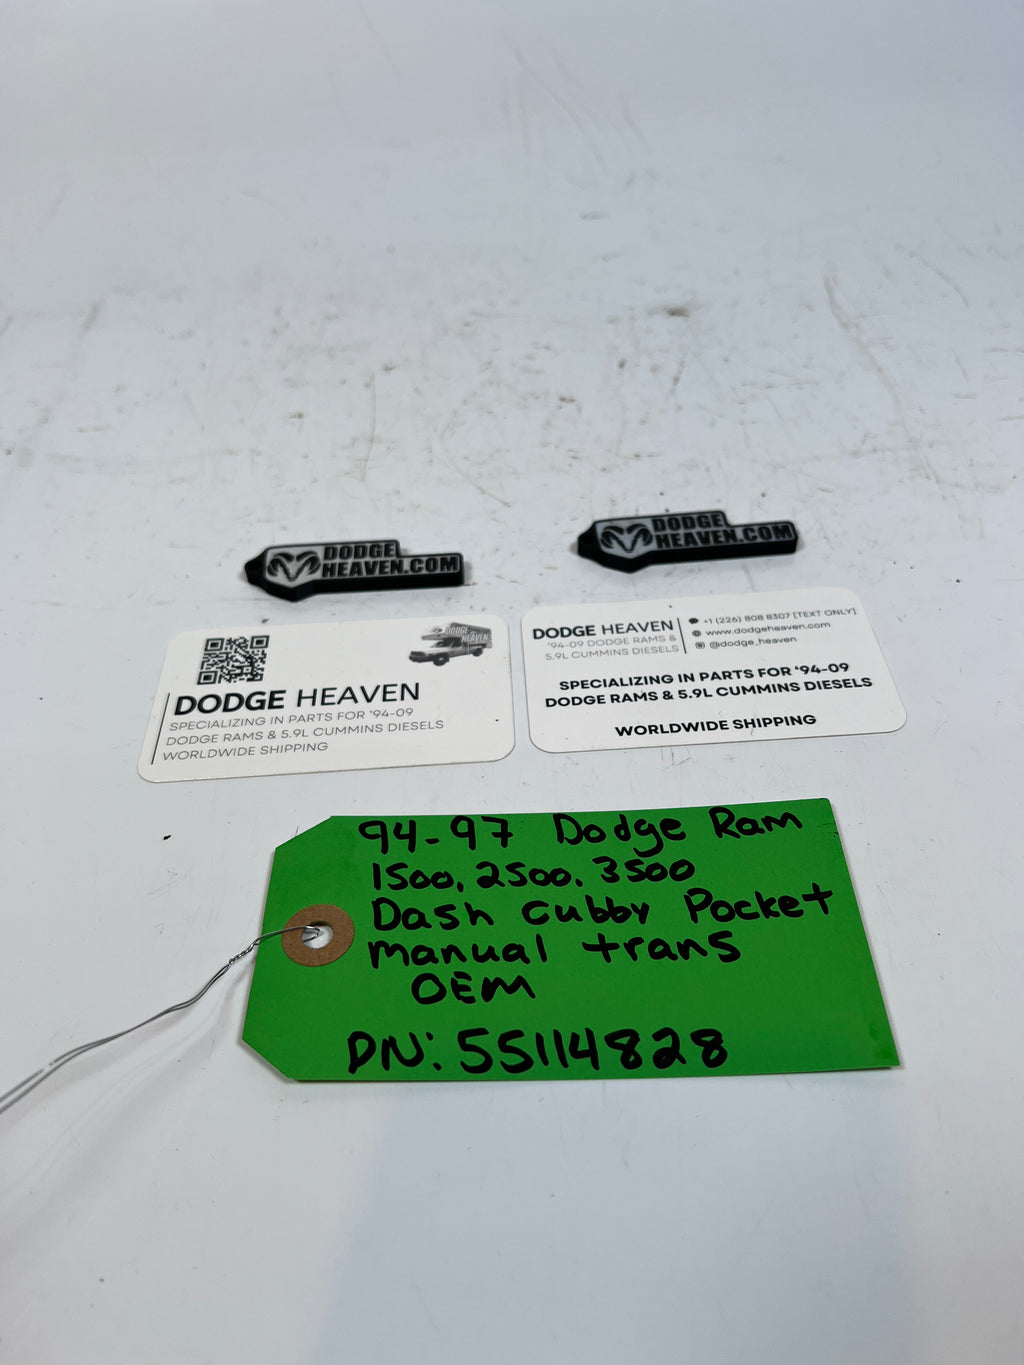 DODGE
HEAVEN.COM
DODGE
HEAVEN.COM
DODGE
HEAVEN
DODGE HEAVEN
SPECIALIZING IN PARTS FOR '94-09
DODGE RAMS & 5.9L CUMMINS DIESELS
WORLDWIDE SHIPPING
DODGE HEAVEN
'94-09 DODGE RAMS &
5.9L CUMMINS DIESELS
+1 (226) 808 8307 [TEXT ONLY]
www.dodgeheaven.com
@dodge_heaven
SPECIALIZING IN PARTS FOR '94-09
DODGE RAMS & 5.9L CUMMINS DIESELS
WORLDWIDE SHIPPING
94-97 Dodge Ram
1500, 2500, 3500
Dash Cubby Pocket
manual trans
OEM
PN: 55114828